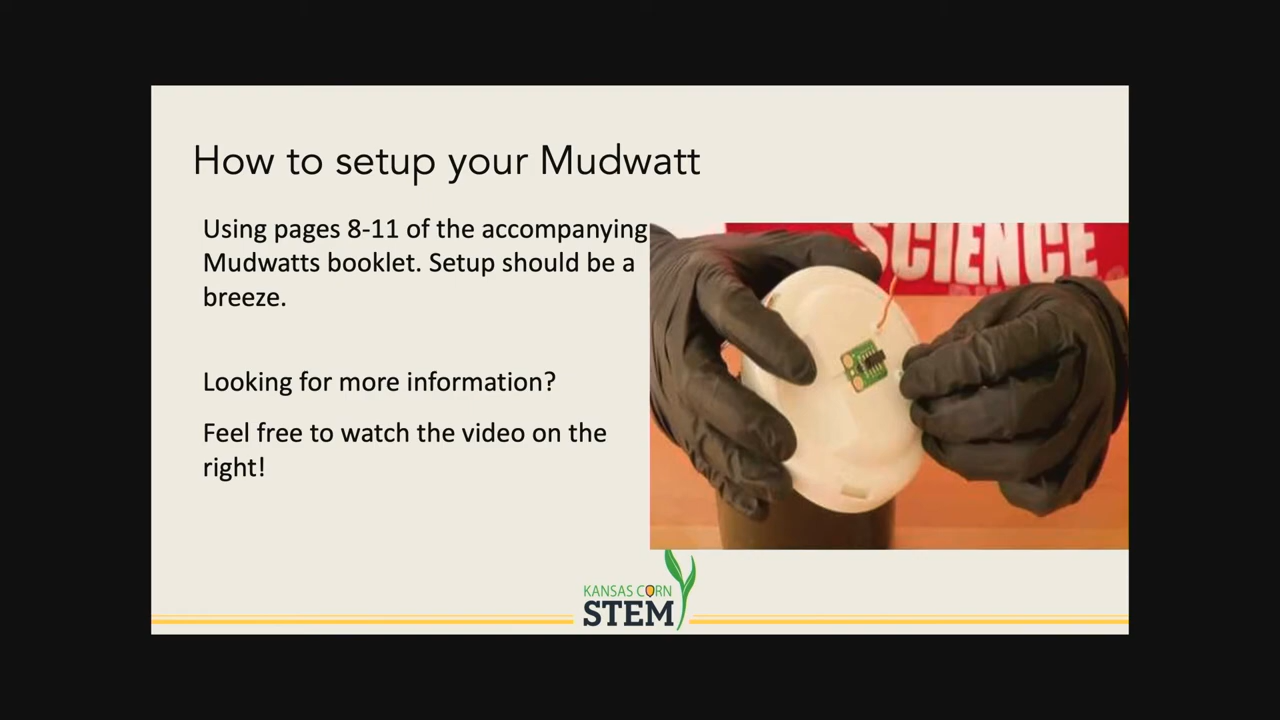 How to setup your Mudwatt
Using pages 8-11 of the accompanying
Mudwatts booklet. Setup should be a
breeze.
Looking for more information?
Feel free to watch the video on the
right!
SCIENCE
KANSAS CORN
STEM